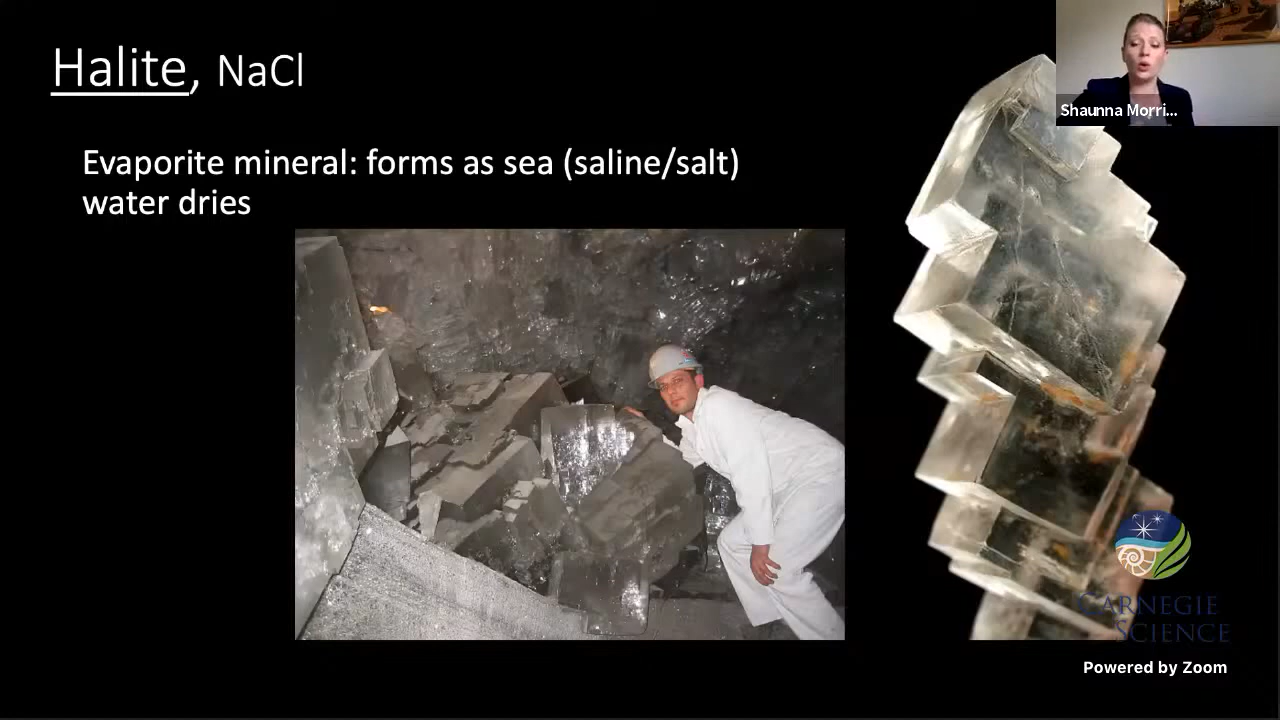 Halite, NaCl
Evaporite mineral: forms as sea (saline/salt)
water dries
Shaunna Morri...
CARNEGIE
SCIENCE
Powered by Zoom